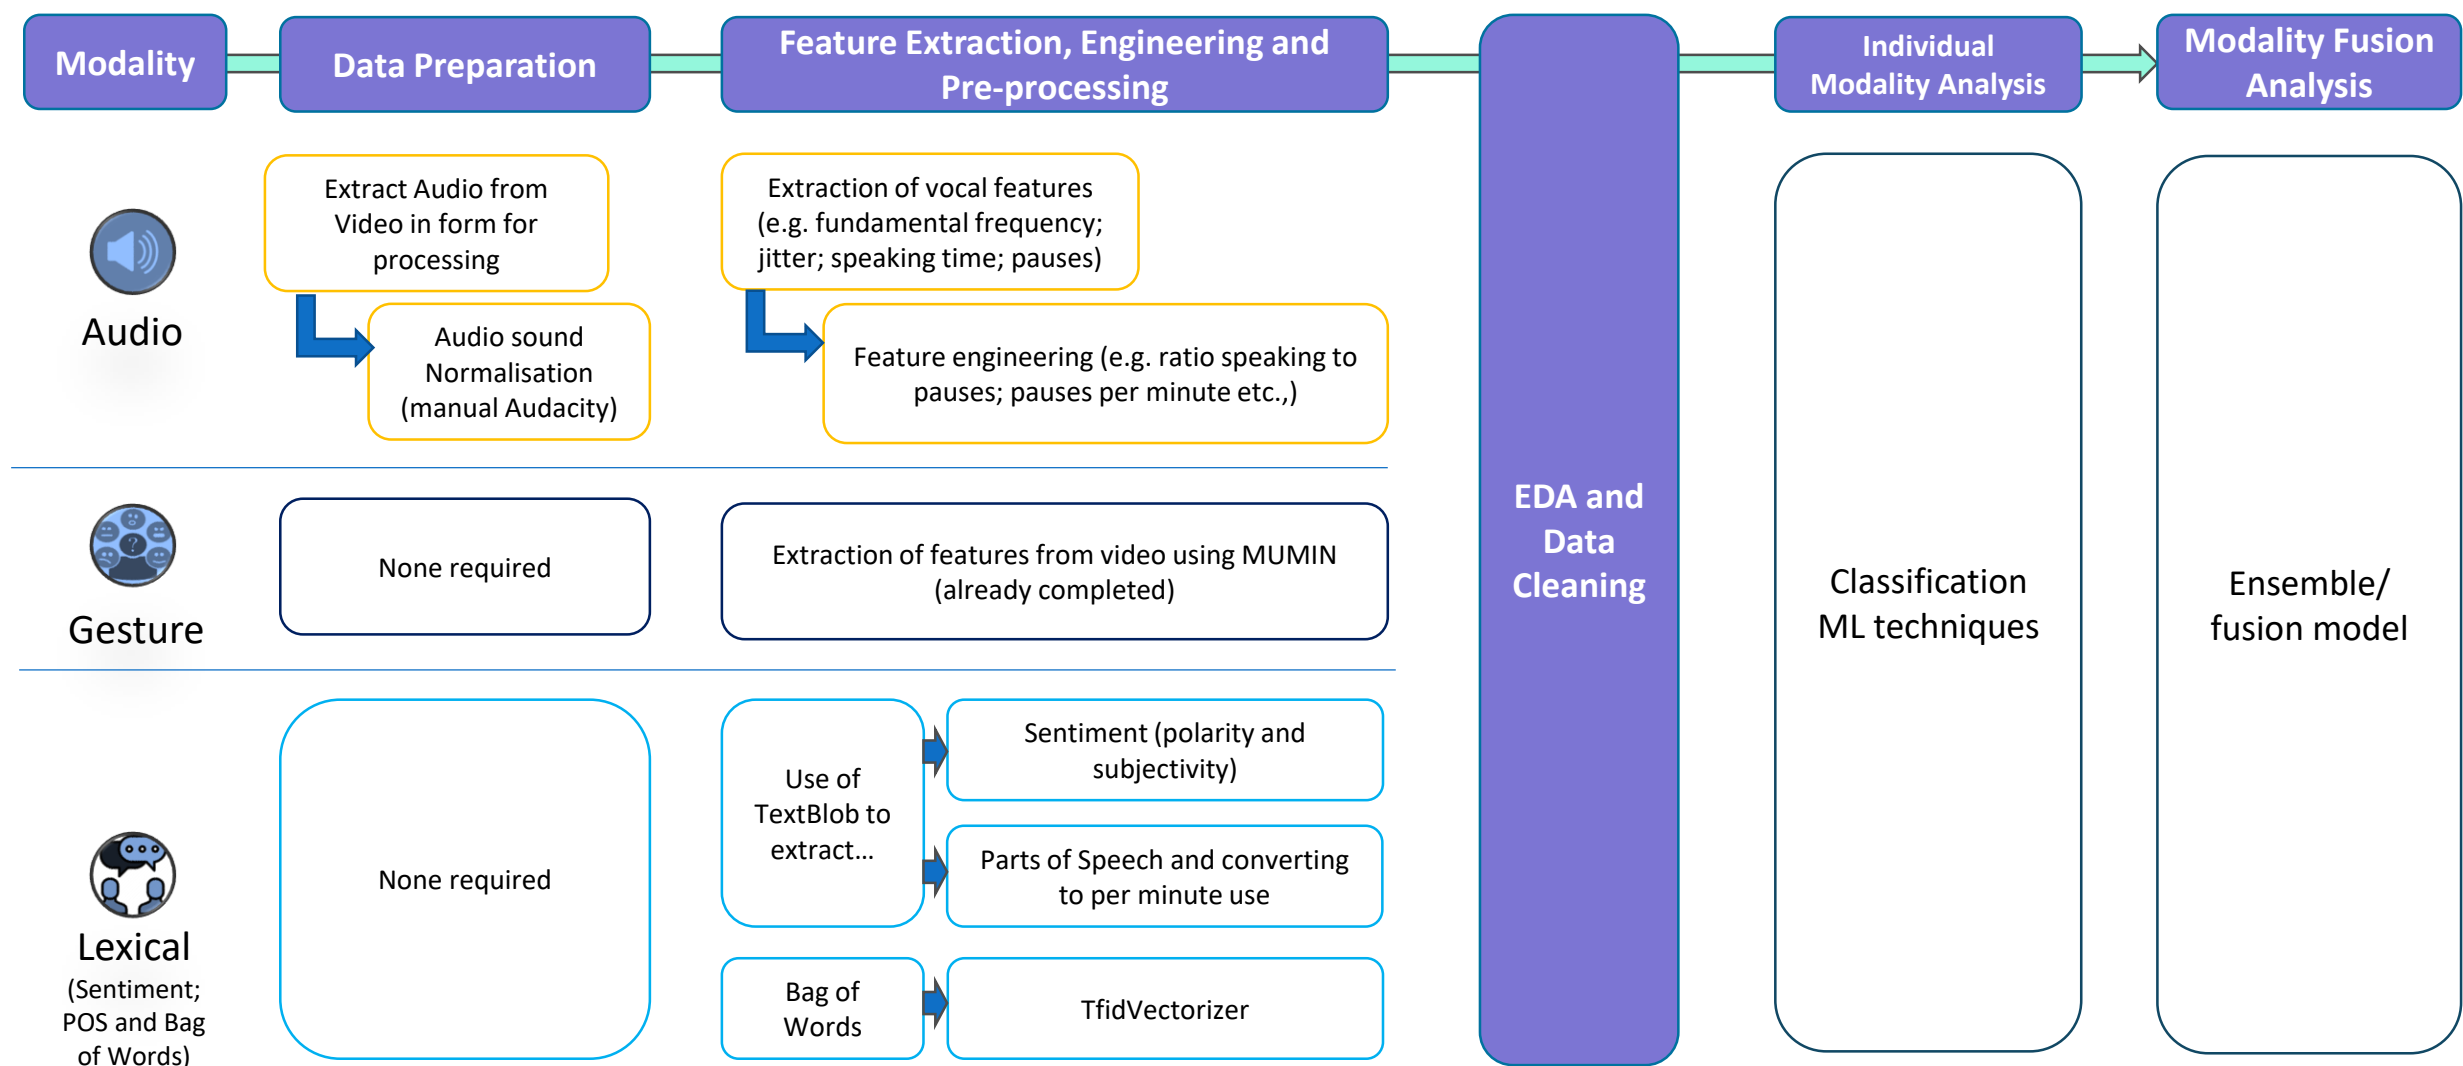 Modality
Data Preparation
Feature Extraction, Engineering and
Pre-processing
Individual
Modality Analysis
Modality Fusion
Analysis
Audio
Extract Audio from
Video in form for
processing
Audio sound
Normalisation
(manual Audacity)
Extraction of vocal features
(e.g. fundamental frequency;
jitter; speaking time; pauses)
Feature engineering (e.g. ratio speaking to
pauses; pauses per minute etc.,)
Gesture
?
None required
Extraction of features from video using MUMIN
(already completed)
Lexical
(Sentiment;
POS and Bag
of Words)
None required
Use of
TextBlob to
extract...
Sentiment (polarity and
subjectivity)
Parts of Speech and converting
to per minute use
Bag of
Words
TfidVectorizer
EDA and
Data
Cleaning
Classification
ML techniques
Ensemble/
fusion model